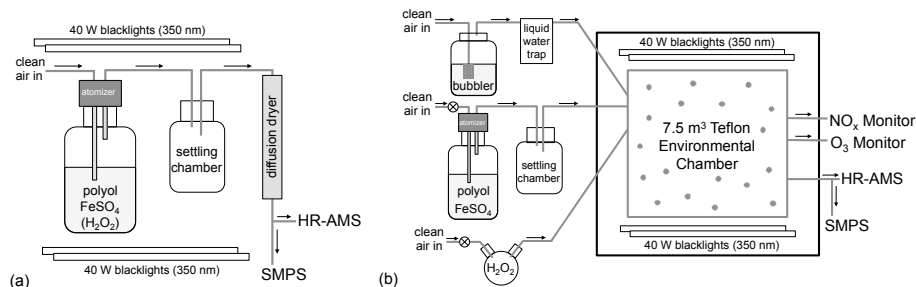 40 W blacklights (350 nm)
clean
air in
atomizer
polyol
FeSO₄
(H₂O₂)
settling
chamber
diffusion dryer
HR-AMS
SMPS
40 W blacklights (350 nm)
(a)
clean
air in
bubbler
liquid
water
trap
clean
air in
atomizer
polyol
FeSO₄
settling
chamber
clean
air in
H₂O₂
40 W blacklights (350 nm)
7.5 m³ Teflon
Environmental
Chamber
40 W blacklights (350 nm)
NOₓ Monitor
O₃ Monitor
HR-AMS
SMPS
(b)